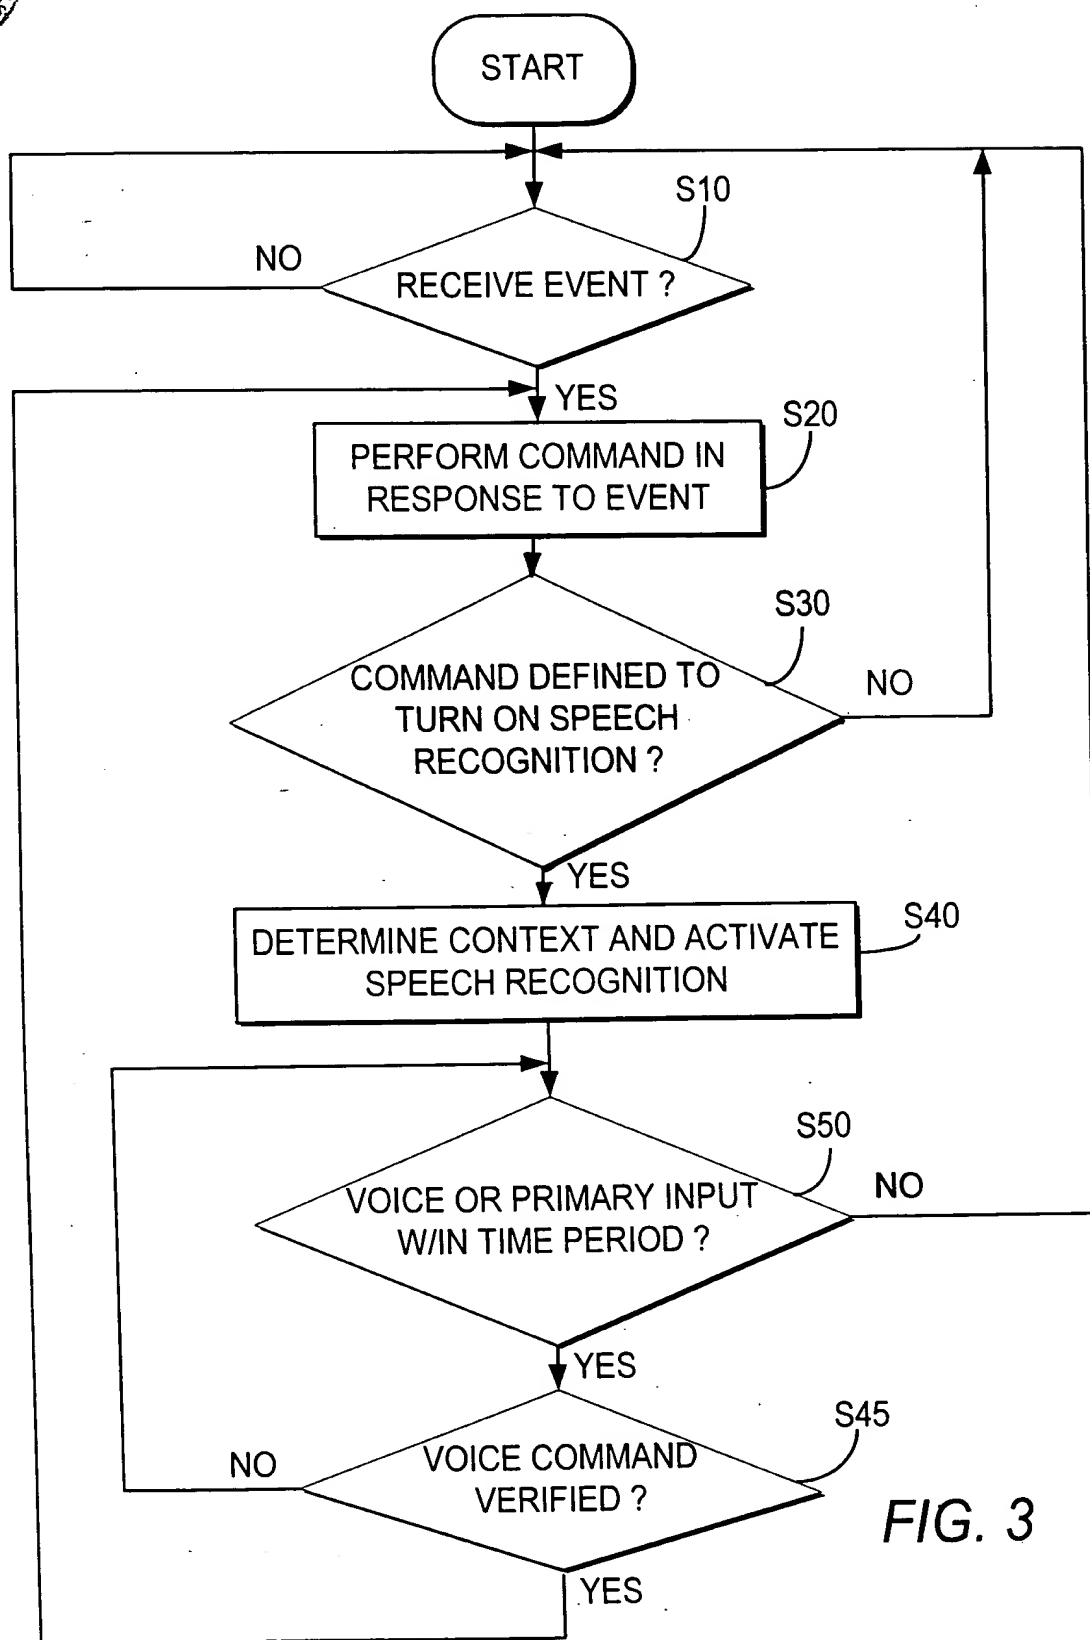 START
S10
NO
RECEIVE EVENT ?
YES
S20
PERFORM COMMAND IN
RESPONSE TO EVENT
S30
COMMAND DEFINED TO
TURN ON SPEECH
RECOGNITION ?
NO
YES
S40
DETERMINE CONTEXT AND ACTIVATE
SPEECH RECOGNITION
S50
VOICE OR PRIMARY INPUT
W/IN TIME PERIOD ?
NO
YES
S45
NO
VOICE COMMAND
VERIFIED ?
YES
FIG. 3